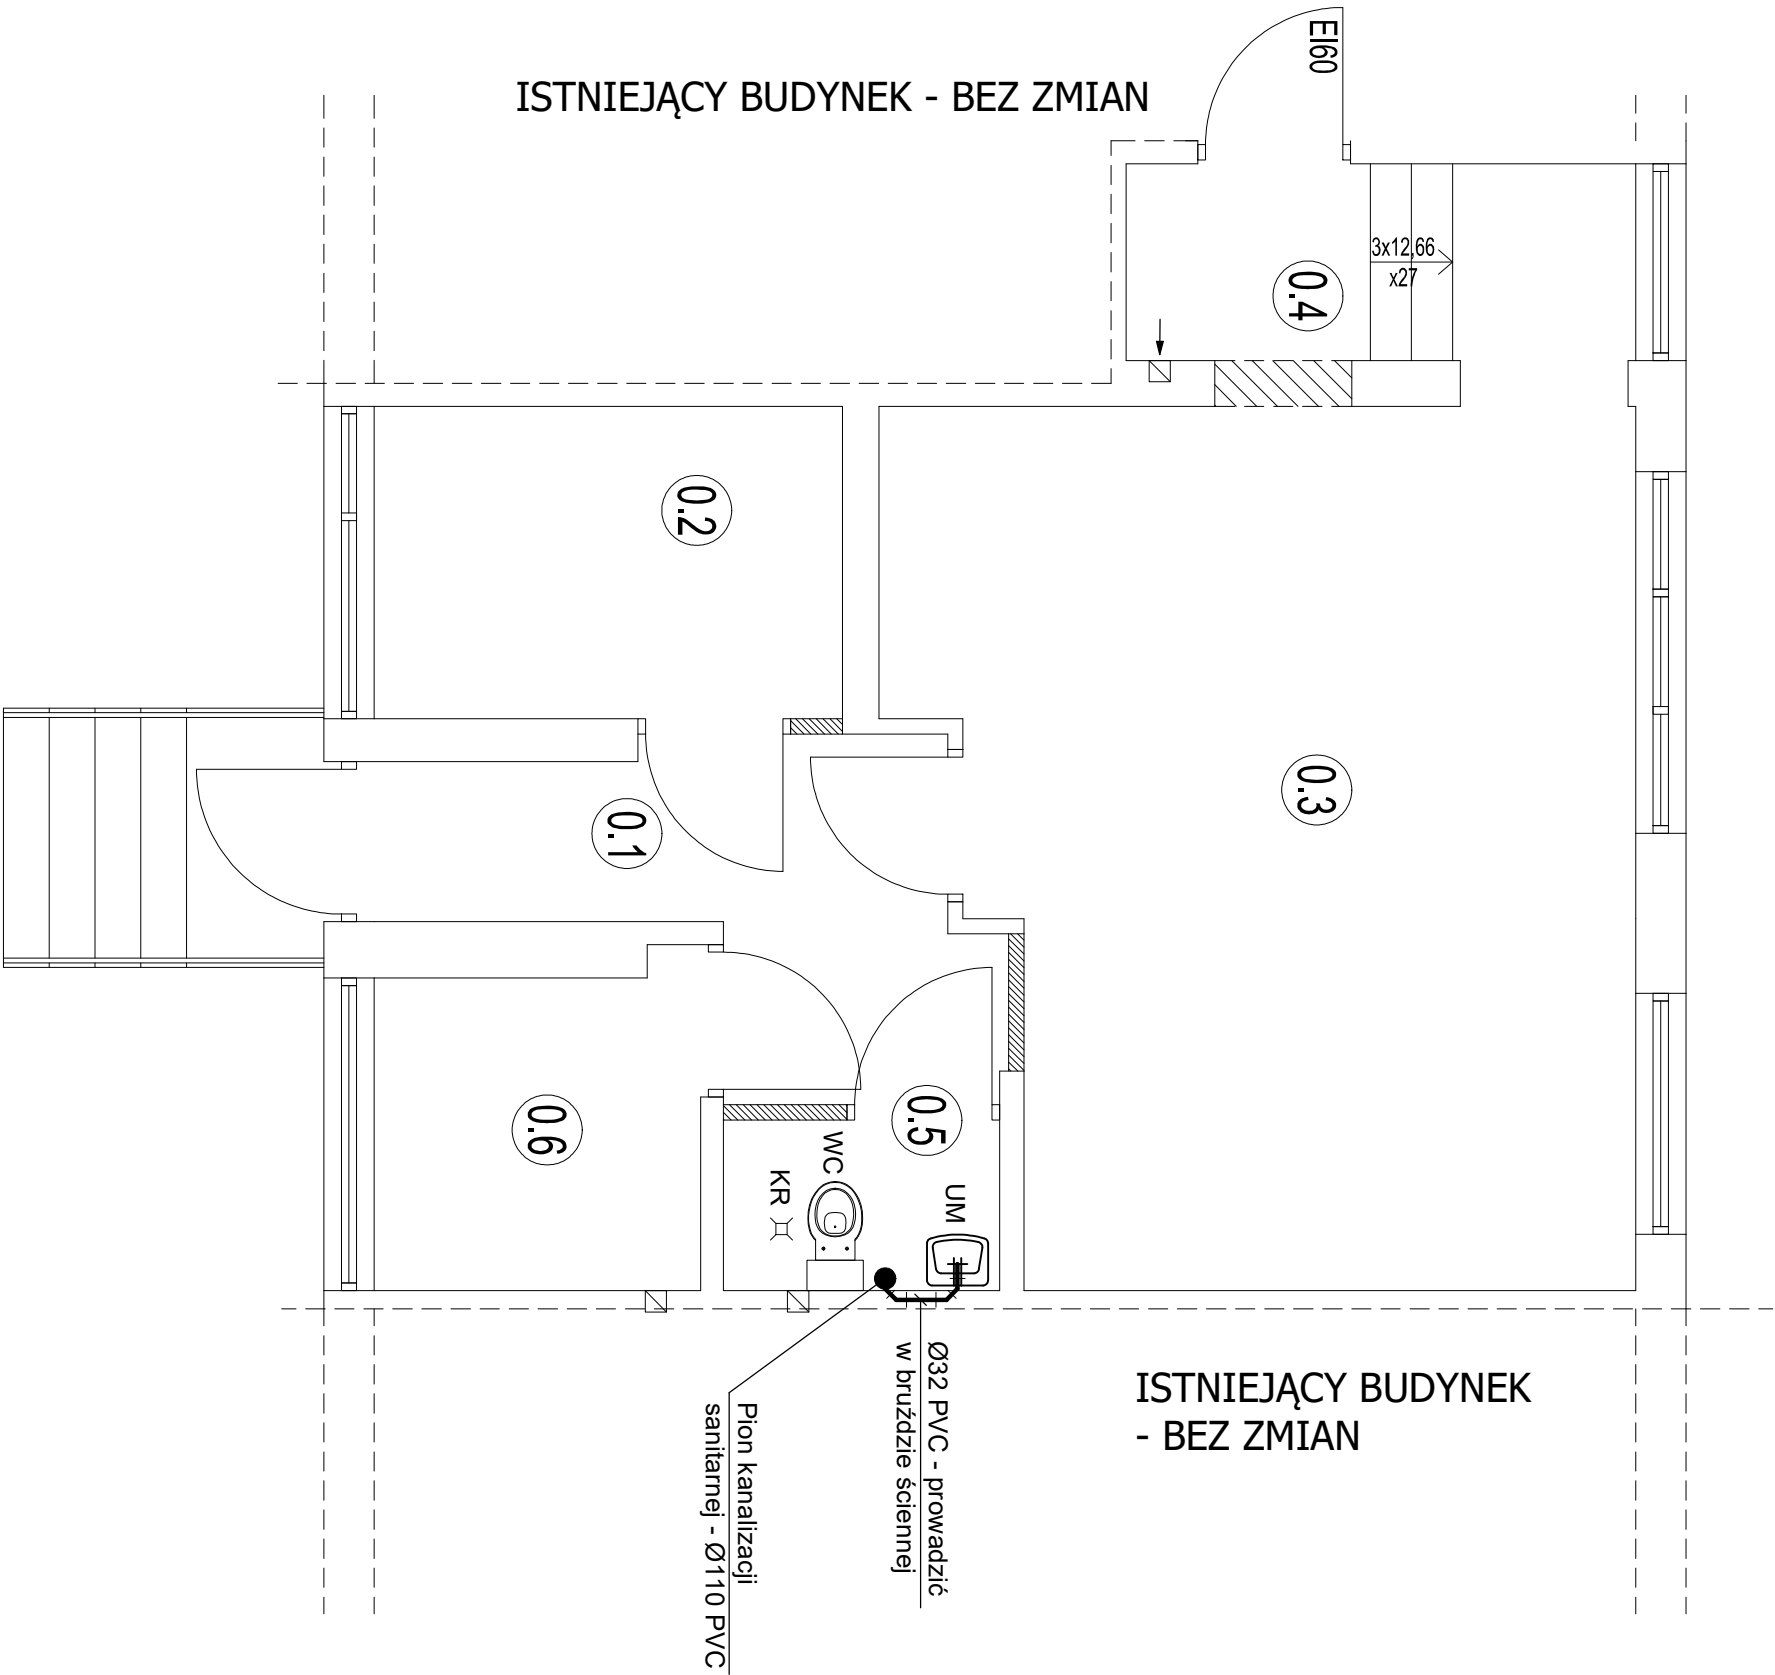 EI60
ISTNIEJĄCY BUDYNEK - BEZ ZMIAN
3x12,66
x27
0.4
0.2
0.3
0.1
0.5
0.6
WC
KR
UM
Ø32 PVC - prowadzić
w bruździe ściennej
Pion kanalizacji
sanitarnej - Ø110 PVC
ISTNIEJĄCY BUDYNEK
- BEZ ZMIAN